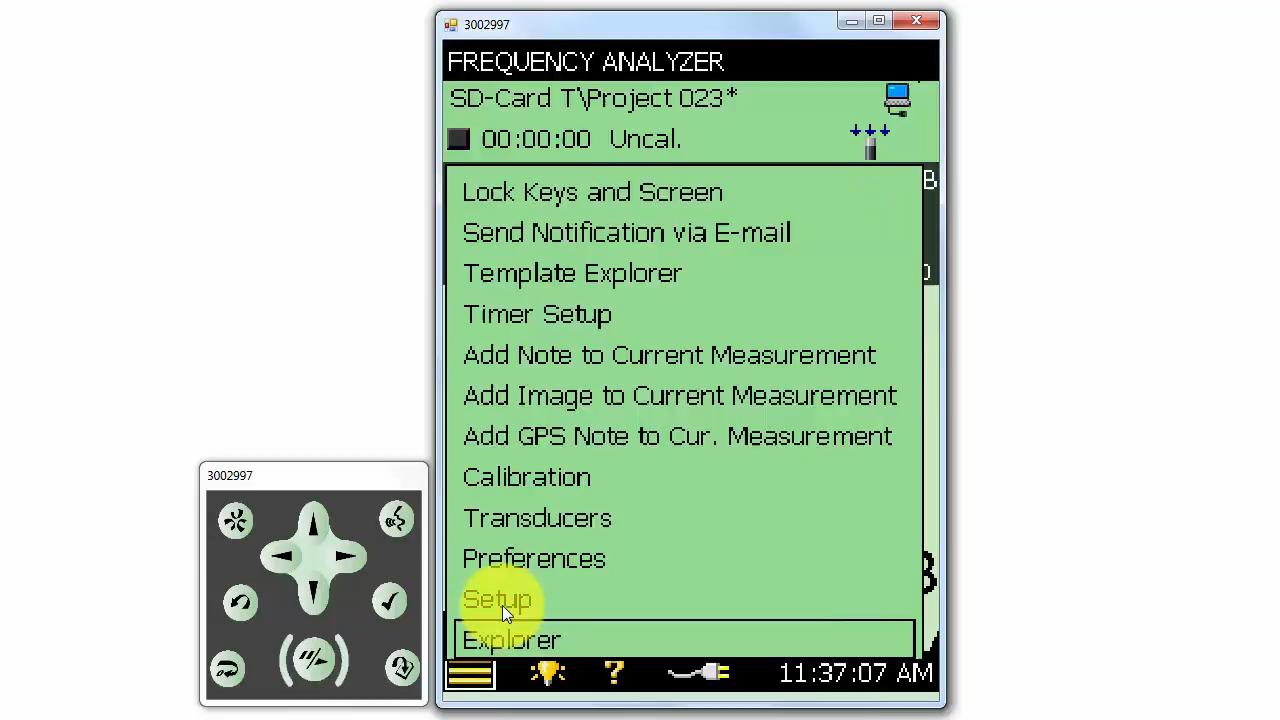 3002997
FREQUENCY ANALYZER
SD-Card T\Project 023*
00:00:00 Uncal.
B
Lock Keys and Screen
Send Notification via E-mail
Template Explorer
Timer Setup
Add Note to Current Measurement
Add Image to Current Measurement
Add GPS Note to Cur. Measurement
Calibration
Transducers
Preferences
Setup
Explorer
11:37:07 AM
3002997